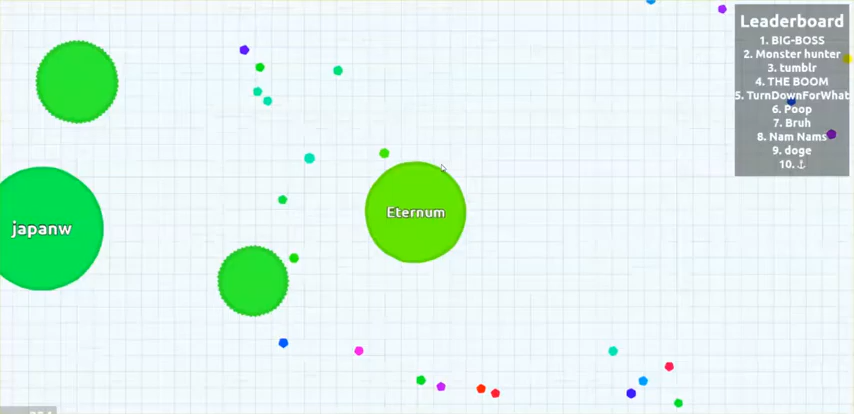 Leaderboard
1. BIG-BOSS
2. Monster hunter
3. tumblr
4. THE BOOM
5. TurnDownForWhat
6. Poop
7. Bruh
8. Nam Nams
9. doge
10. ⚓
Eternum
japanw